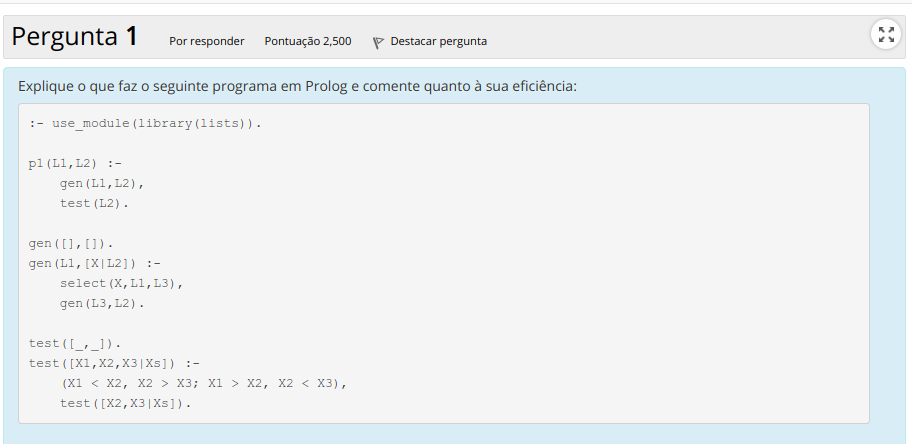 Pergunta 1 Por responder Pontuação 2,500 Destacar pergunta
Explique o que faz o seguinte programa em Prolog e comente quanto à sua eficiência:
:- use_module(library(lists)).
p1(L1,L2) :-
    gen(L1,L2),
    test(L2).
gen([],[]).
gen(L1,[X|L2]) :-
    select(X,L1,L3),
    gen(L3,L2).
test([_,_]).
test([X1,X2,X3|Xs]) :-
    (X1 < X2, X2 > X3; X1 > X2, X2 < X3),
    test([X2,X3|Xs]).